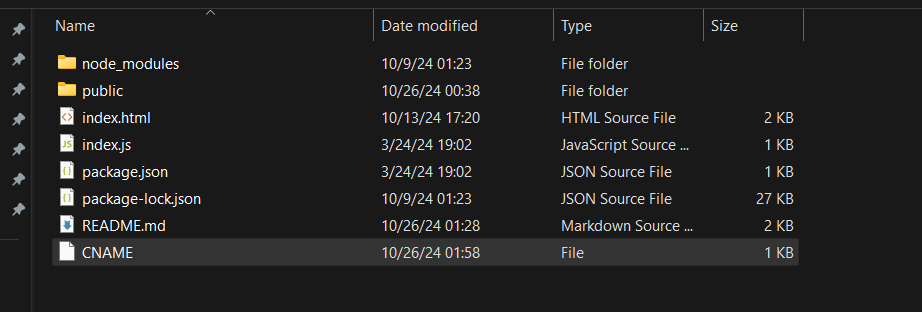 Name Date modified Type Size
node_modules 10/9/24 01:23 File folder
public 10/26/24 00:38 File folder
index.html 10/13/24 17:20 HTML Source File 2 KB
index.js 3/24/24 19:02 JavaScript Source ... 1 KB
package.json 3/24/24 19:02 JSON Source File 1 KB
package-lock.json 10/9/24 01:23 JSON Source File 27 KB
README.md 10/26/24 01:28 Markdown Source ... 2 KB
CNAME 10/26/24 01:58 File 1 KB